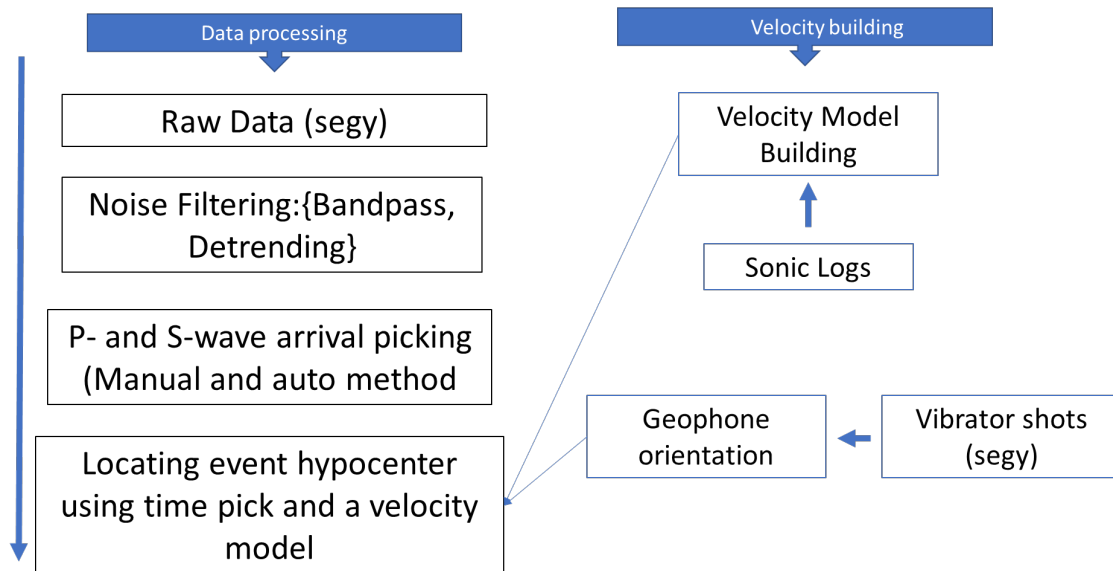 Data processing
Raw Data (segy)
Noise Filtering:{Bandpass,
Detrending}
P- and S-wave arrival picking
(Manual and auto method
Locating event hypocenter
using time pick and a velocity
model
Velocity building
Velocity Model
Building
Sonic Logs
Geophone
orientation
Vibrator shots
(segy)